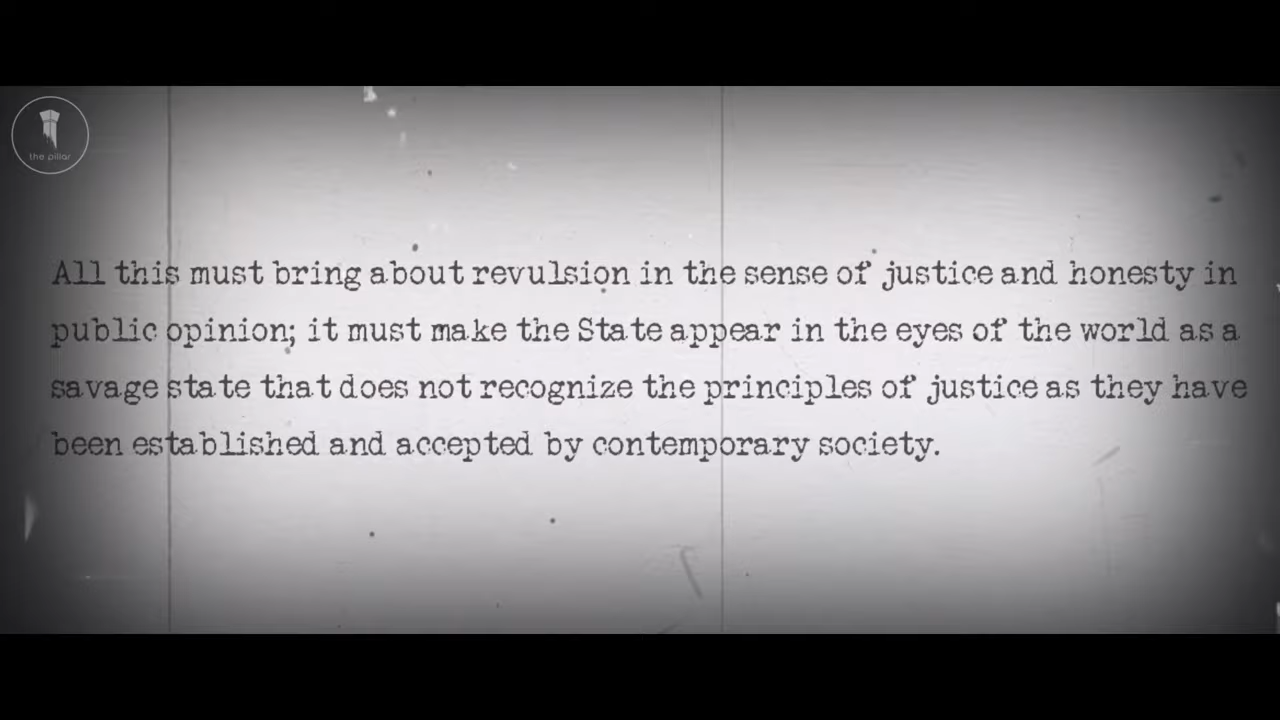 the pillar
All this must bring about revulsion in the sense of justice and honesty in
public opinion; it must make the State appear in the eyes of the world as a
savage state that does not recognize the principles of justice as they have
been established and accepted by contemporary society.